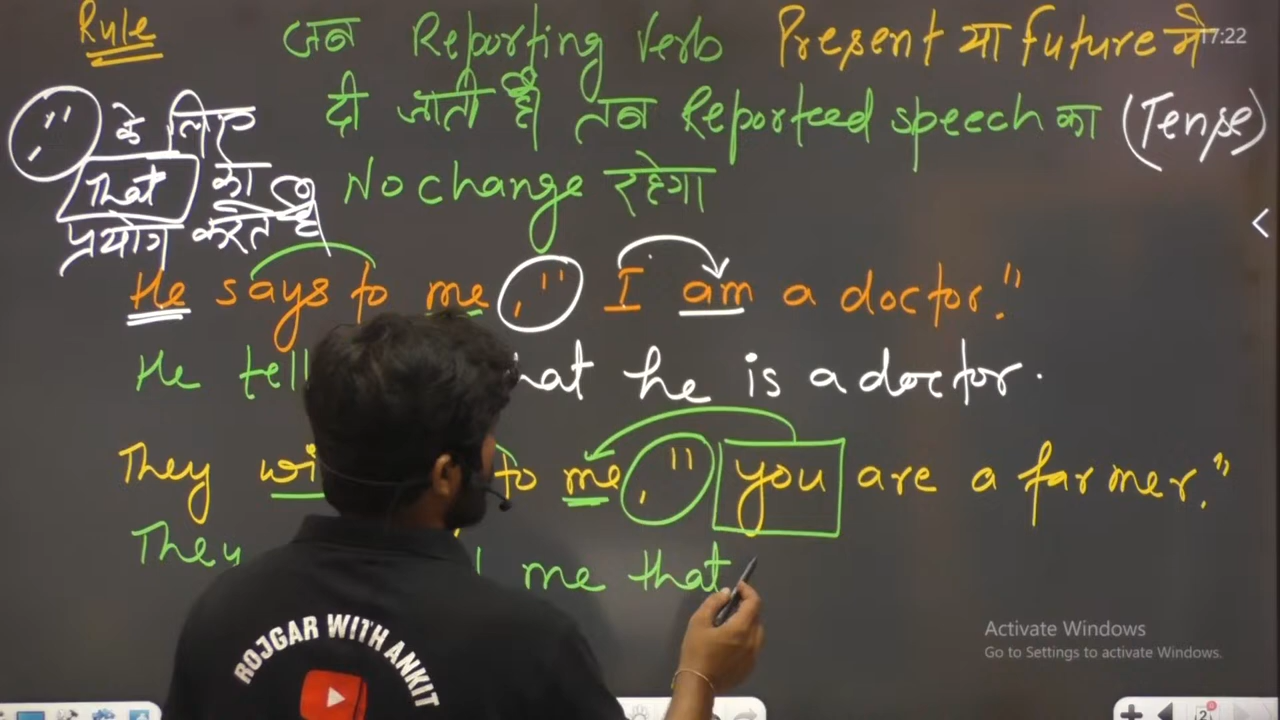 Rule
जब Reporting Verb Present या future मे
17:22
दी जाती है तब Reported speech का (Tense)
No change रहेगा
," के लिए
That का
प्रयोग करते है
He says to me ," I am a doctor."
He that he is a doctor.
They to me ," you are a farmer."
They me that
ROJGAR WITH ANKIT
Activate Windows
Go to Settings to activate Windows.
2